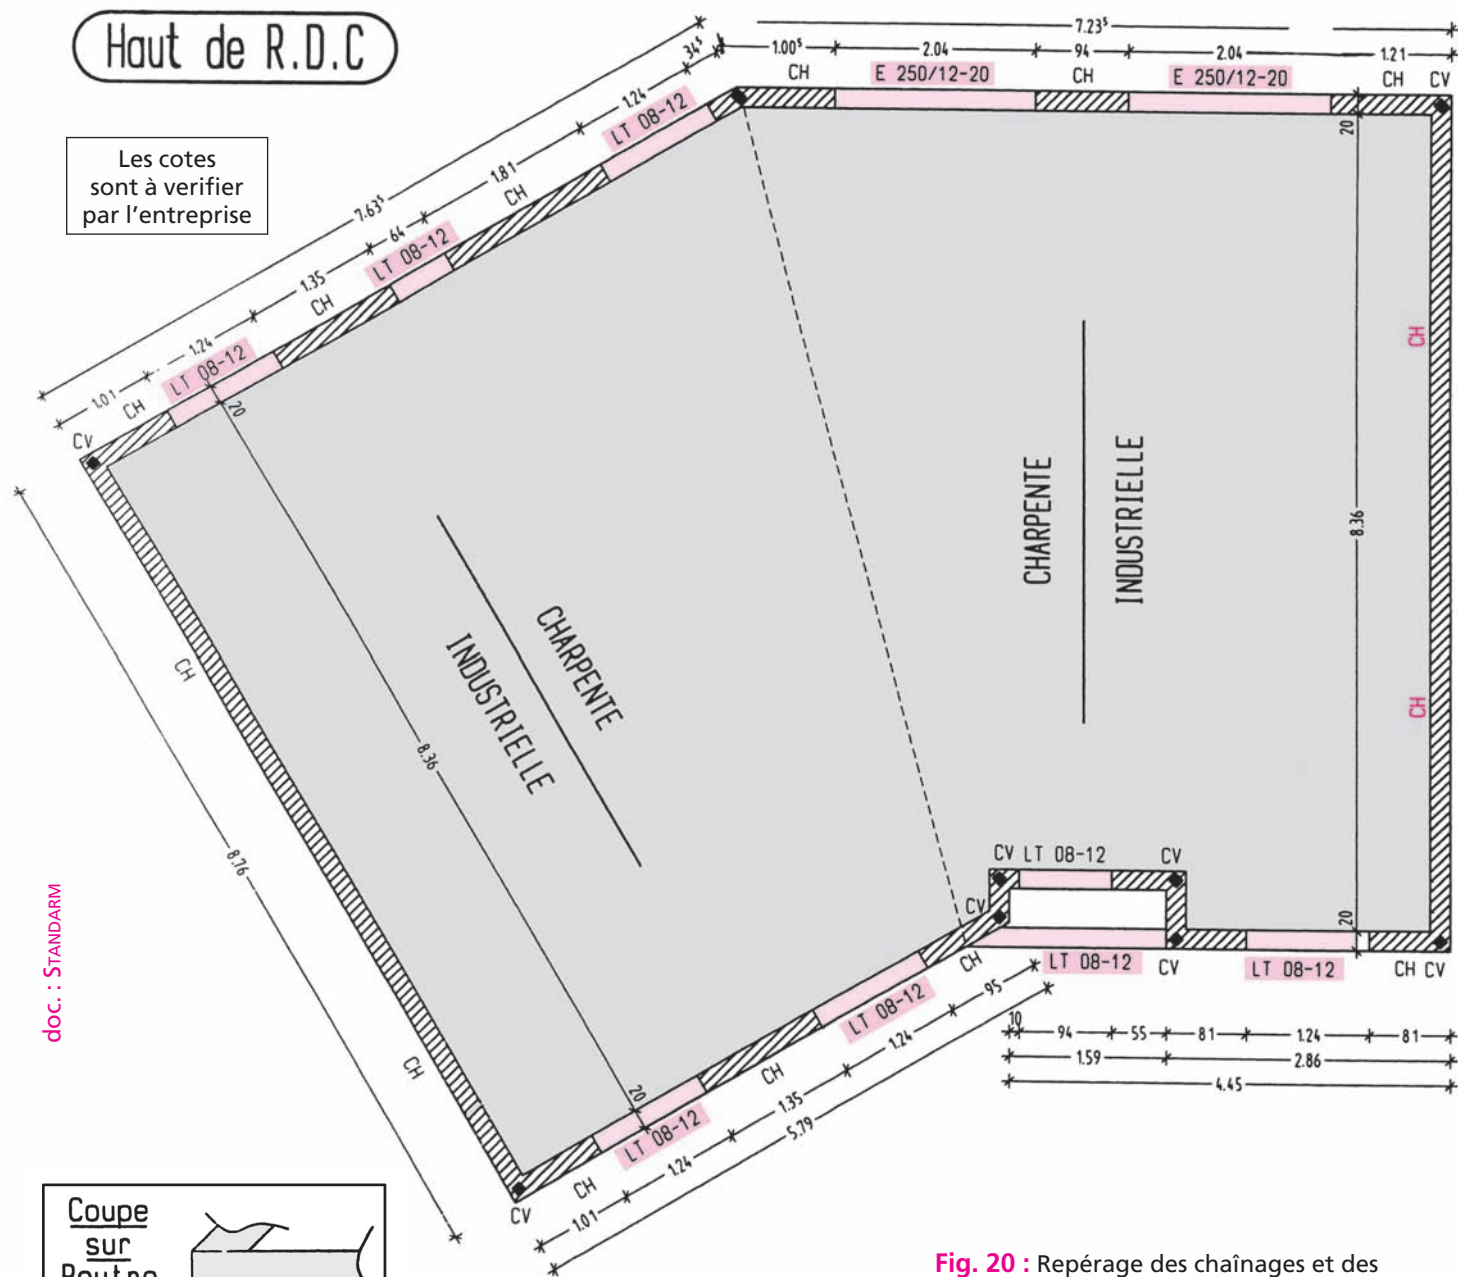 Haut de R.D.C
Les cotes
sont à verifier
par l'entreprise
7.23⁵
1.00⁵ 2.04 94 2.04 1.21
CH E 250/12-20 CH E 250/12-20 CH CV
20
7.63⁵
34⁵
1.24
LT 08-12
1.81
CH
64
LT 08-12
1.35
CH
1.24
LT 08-12
1.01
CH
CV
20
CH
CH
8.36
CHARPENTE
INDUSTRIELLE
CHARPENTE
INDUSTRIELLE
8.36
8.76
CH
CH
CV LT 08-12 CV
CV
20
CH
LT 08-12 CV LT 08-12 CH CV
10 94 55 81 1.24 81
1.59 2.86
4.45
95
LT 08-12
1.24
CH
1.35
5.79
20
LT 08-12
1.24
CH
1.01
CV
doc. : STANDARM
Coupe
sur
Poutre
Fig. 20 : Repérage des chaînages et des